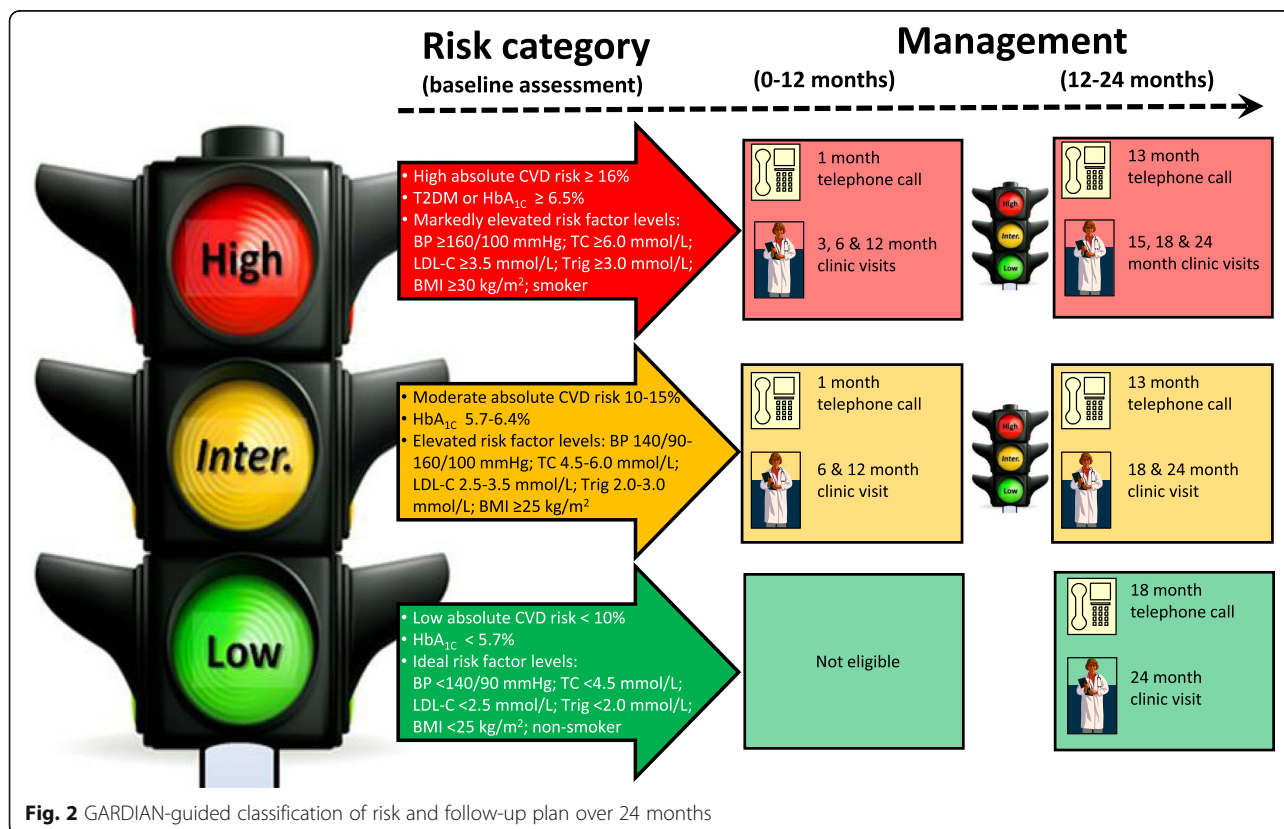 Risk category
(baseline assessment)
Management
(0-12 months)
(12-24 months)
High
• High absolute CVD risk ≥ 16%
• T2DM or HbA1C ≥ 6.5%
• Markedly elevated risk factor levels:
BP ≥160/100 mmHg; TC ≥6.0 mmol/L;
LDL-C ≥3.5 mmol/L; Trig ≥3.0 mmol/L;
BMI ≥30 kg/m²; smoker
1 month
telephone call
3, 6 & 12 month
clinic visits
High
Inter.
Low
13 month
telephone call
15, 18 & 24
month clinic visits
Inter.
• Moderate absolute CVD risk 10-15%
• HbA1C 5.7-6.4%
• Elevated risk factor levels: BP 140/90-
160/100 mmHg; TC 4.5-6.0 mmol/L;
LDL-C 2.5-3.5 mmol/L; Trig 2.0-3.0
mmol/L; BMI ≥25 kg/m²
1 month
telephone call
6 & 12 month
clinic visit
High
Inter.
Low
13 month
telephone call
18 & 24 month
clinic visit
Low
• Low absolute CVD risk < 10%
• HbA1C < 5.7%
• Ideal risk factor levels:
BP <140/90 mmHg; TC <4.5 mmol/L;
LDL-C <2.5 mmol/L; Trig <2.0 mmol/L;
BMI <25 kg/m²; non-smoker
Not eligible
18 month
telephone call
24 month
clinic visit
Fig. 2 GARDIAN-guided classification of risk and follow-up plan over 24 months